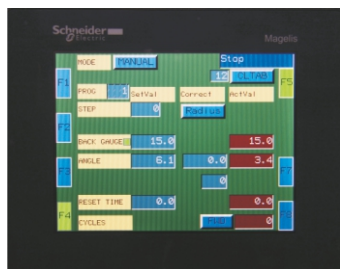 Schneider
Electric
Magelis
MODE MANUAL Stop
12 CLTAB
F1 F5
PROG 1 SetVal Correct ActVal
STEP 0 Radius
F2
BACK GAUGE 15.0 15.0
ANGLE 6.1 0.0 3.4
F3 F7
0
RESET TIME 0.0 0.0
F4
CYCLES FWD 0